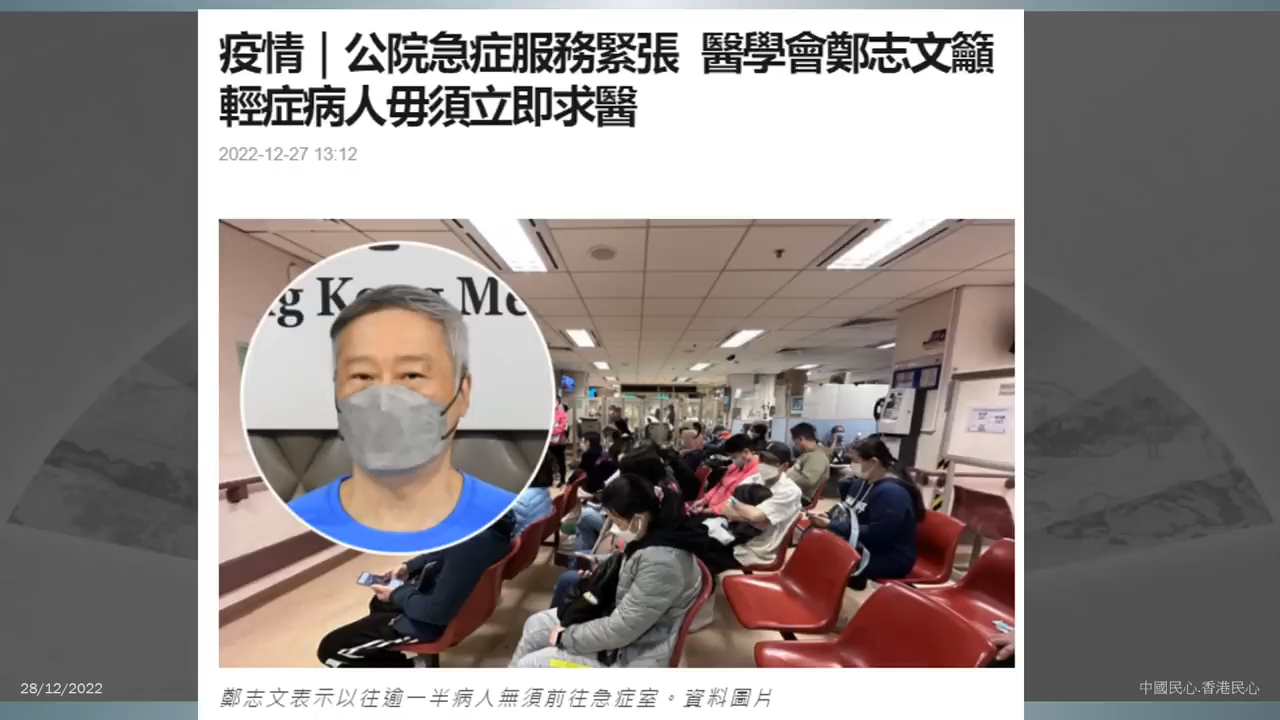 疫情｜公院急症服務緊張 醫學會鄭志文籲
輕症病人毋須立即求醫
2022-12-27 13:12
ng Kong Me
鄭志文表示以往逾一半病人無須前往急症室。資料圖片
28/12/2022
中國民心.香港民心